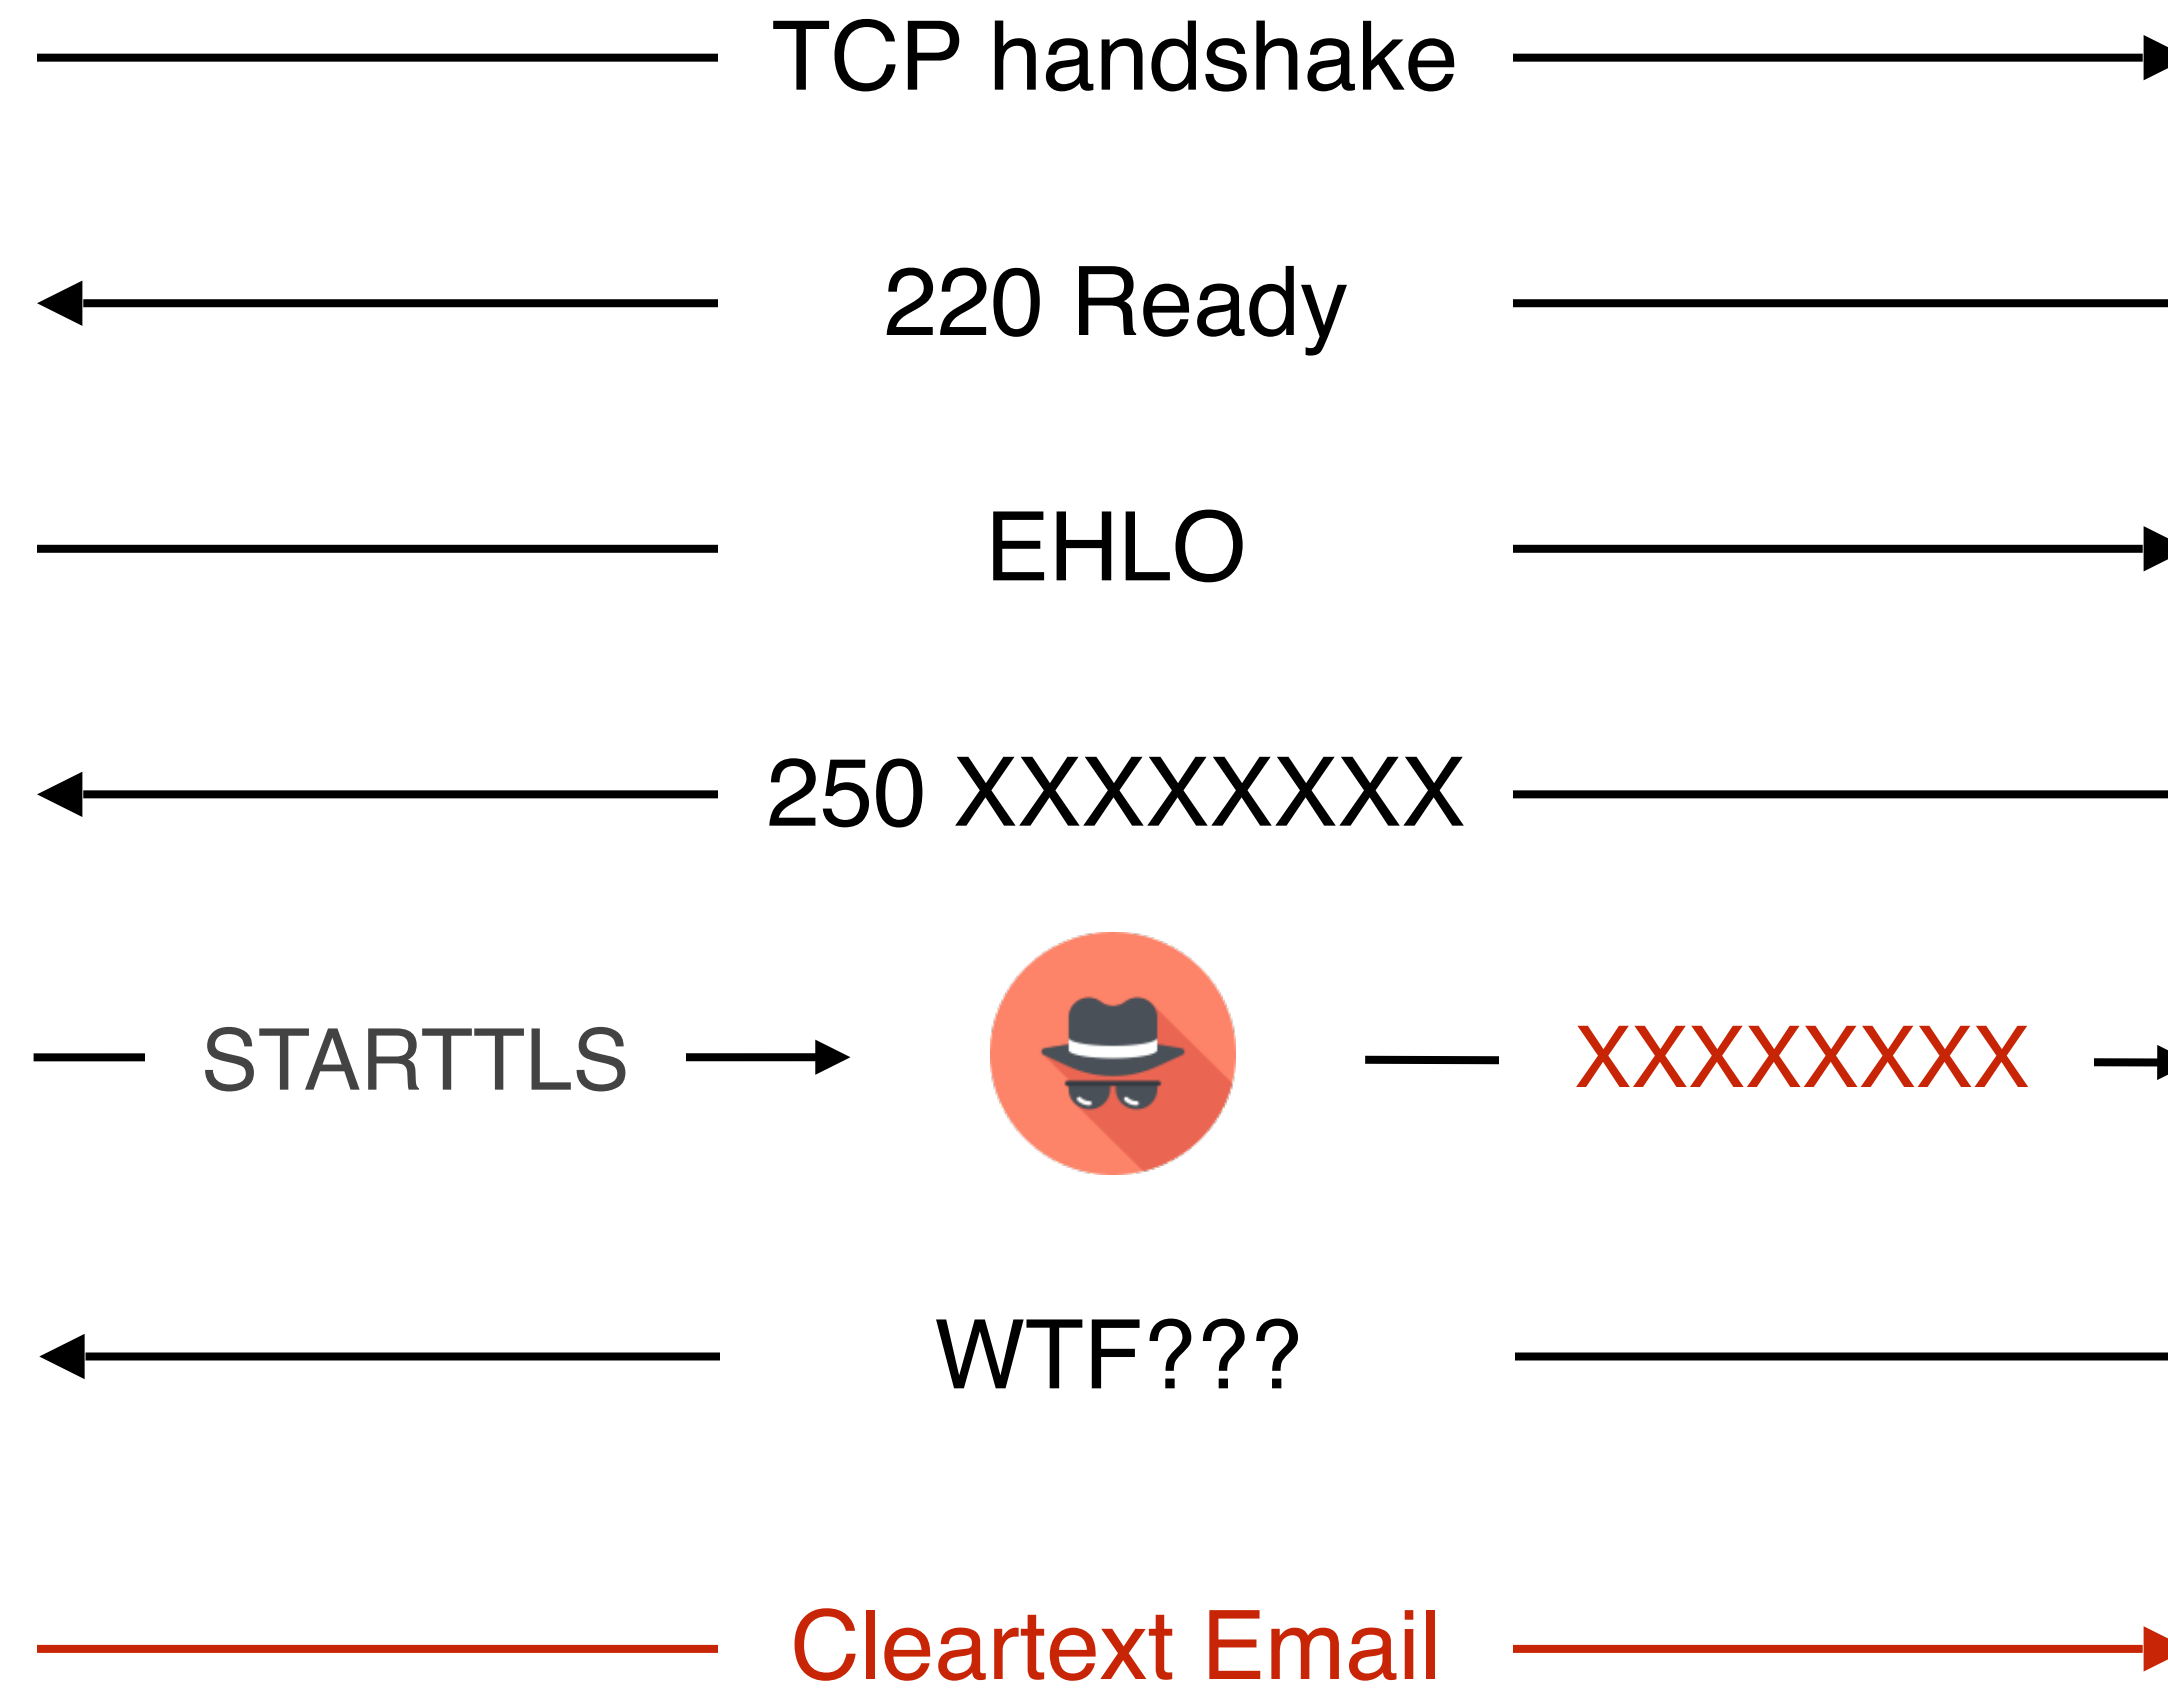 TCP handshake
220 Ready
EHLO
250 XXXXXXXX
STARTTLS XXXXXXXX
WTF???
Cleartext Email